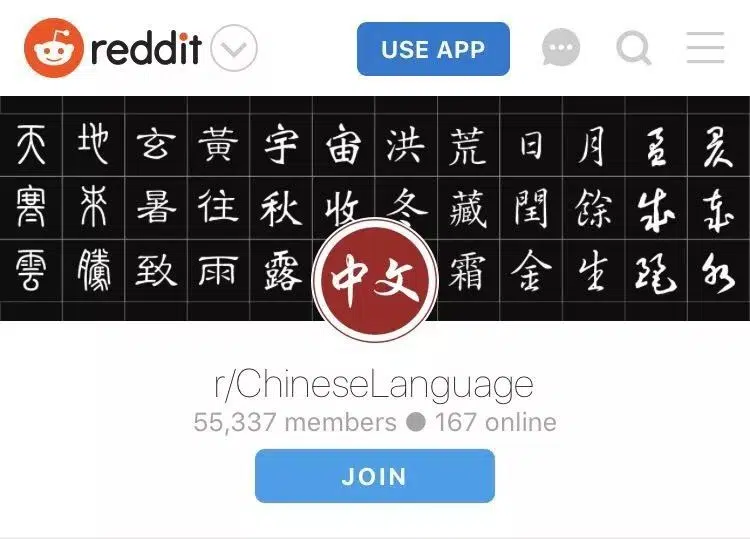 reddit
USE APP
天地玄黃宇宙洪荒日月盈昃
寒來暑往秋收冬藏閏餘成歲
雲騰致雨露 霜金生麗水
中文
r/ChineseLanguage
55,337 members ● 167 online
JOIN